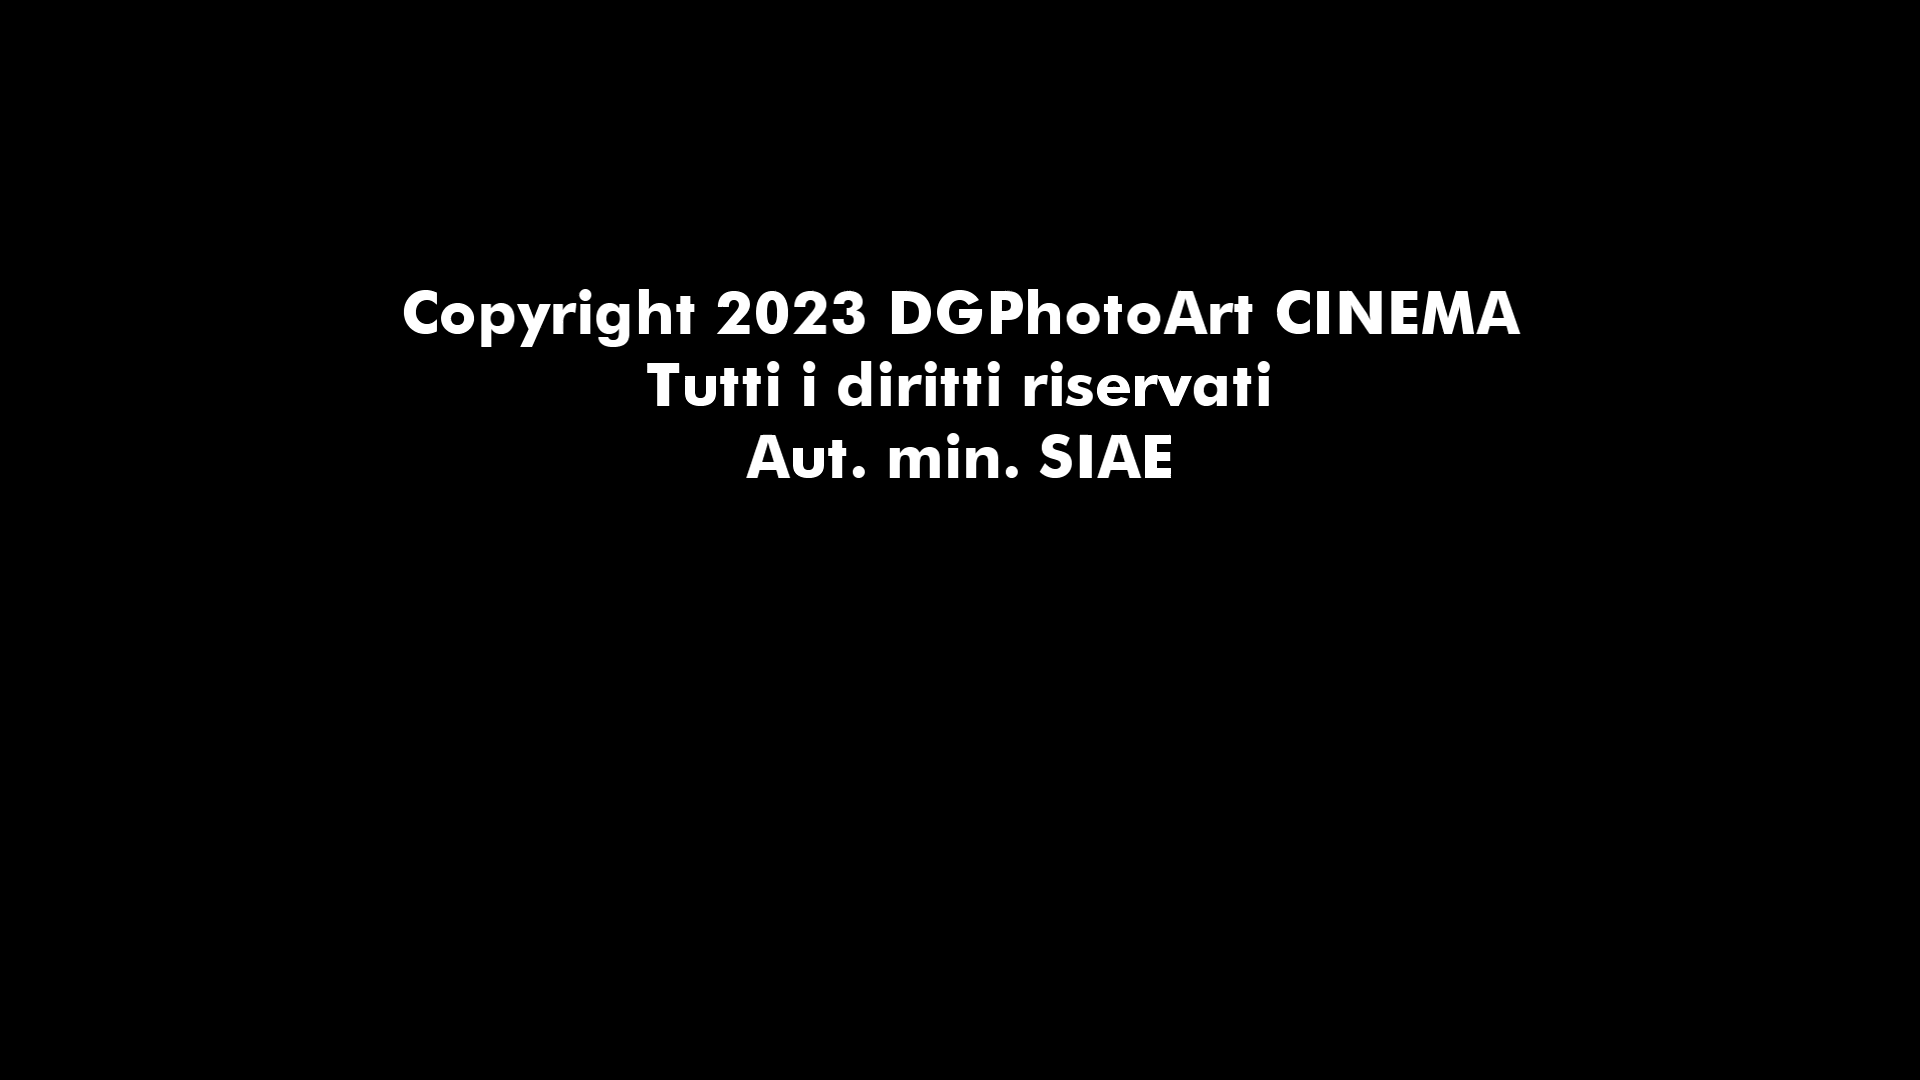 Copyright 2023 DGPhotoArt CINEMA
Tutti i diritti riservati
Aut. min. SIAE